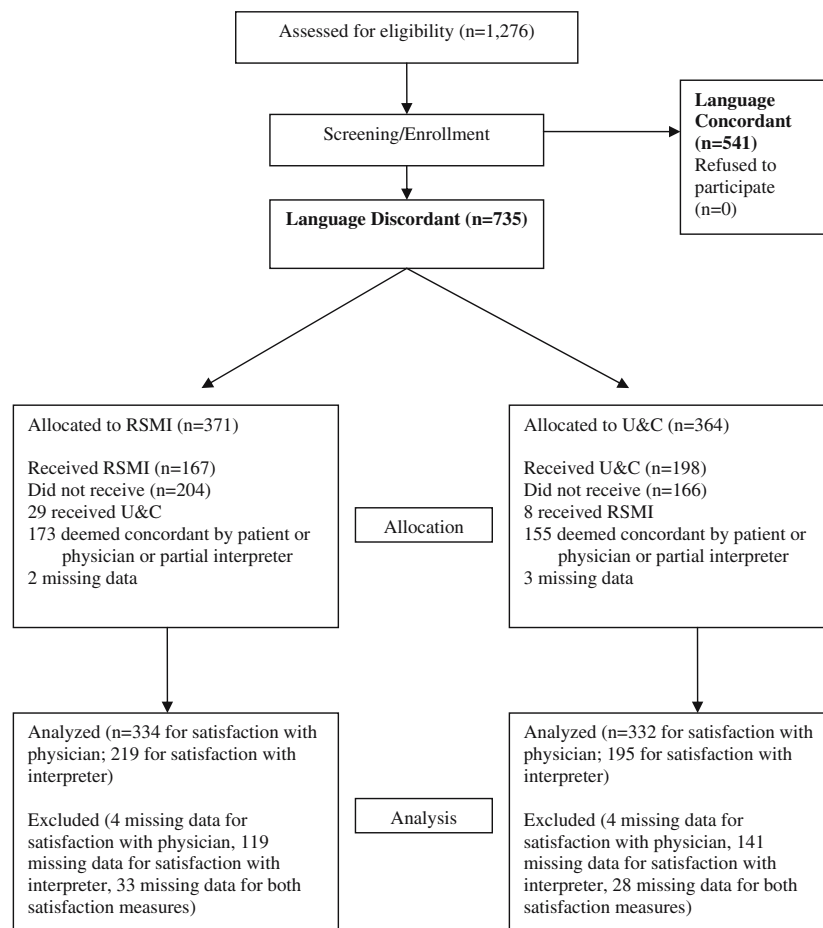 Assessed for eligibility (n=1,276)
Screening/Enrollment
Language
Concordant
(n=541)
Refused to
participate
(n=0)
Language Discordant (n=735)
Allocated to RSMI (n=371)
Received RSMI (n=167)
Did not receive (n=204)
29 received U&C
173 deemed concordant by patient or
physician or partial interpreter
2 missing data
Allocation
Allocated to U&C (n=364)
Received U&C (n=198)
Did not receive (n=166)
8 received RSMI
155 deemed concordant by patient or
physician or partial interpreter
3 missing data
Analyzed (n=334 for satisfaction with
physician; 219 for satisfaction with
interpreter)
Excluded (4 missing data for
satisfaction with physician, 119
missing data for satisfaction with
interpreter, 33 missing data for both
satisfaction measures)
Analysis
Analyzed (n=332 for satisfaction with
physician; 195 for satisfaction with
interpreter)
Excluded (4 missing data for
satisfaction with physician, 141
missing data for satisfaction with
interpreter, 28 missing data for both
satisfaction measures)